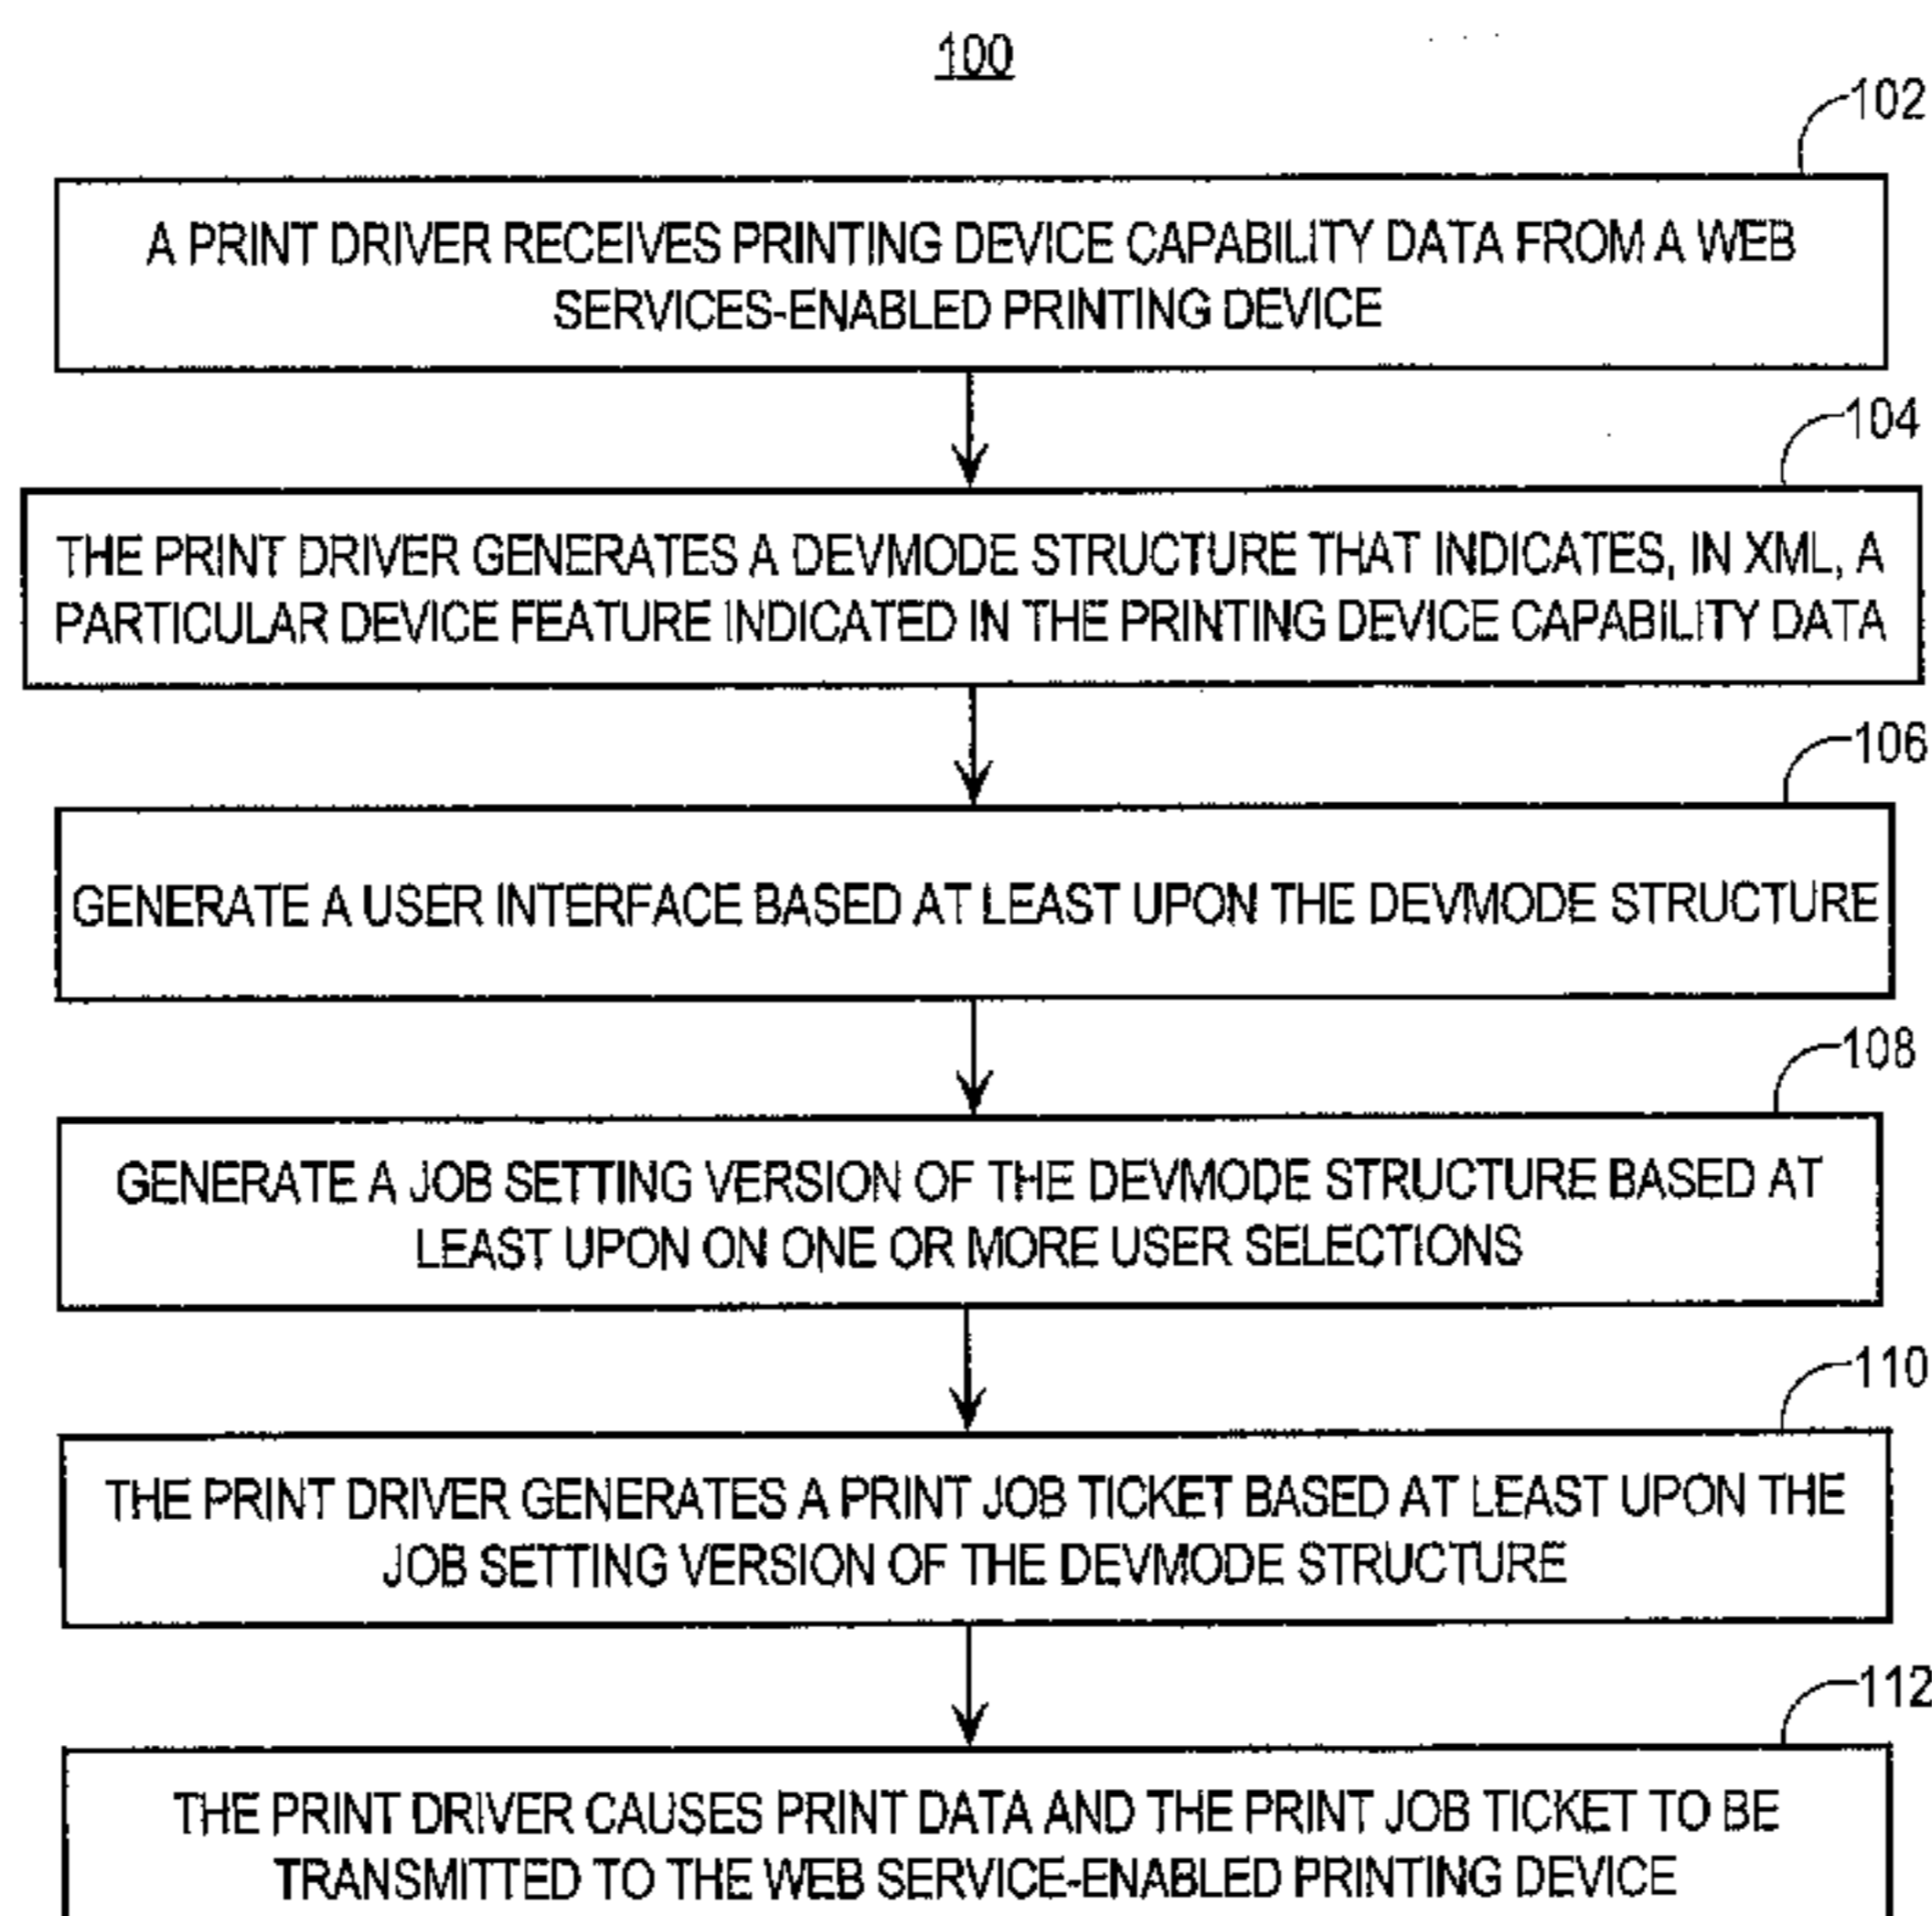 100
102
A PRINT DRIVER RECEIVES PRINTING DEVICE CAPABILITY DATA FROM A WEB
SERVICES-ENABLED PRINTING DEVICE
104
THE PRINT DRIVER GENERATES A DEVMODE STRUCTURE THAT INDICATES, IN XML, A
PARTICULAR DEVICE FEATURE INDICATED IN THE PRINTING DEVICE CAPABILITY DATA
106
GENERATE A USER INTERFACE BASED AT LEAST UPON THE DEVMODE STRUCTURE
108
GENERATE A JOB SETTING VERSION OF THE DEVMODE STRUCTURE BASED AT
LEAST UPON ON ONE OR MORE USER SELECTIONS
110
THE PRINT DRIVER GENERATES A PRINT JOB TICKET BASED AT LEAST UPON THE
JOB SETTING VERSION OF THE DEVMODE STRUCTURE
112
THE PRINT DRIVER CAUSES PRINT DATA AND THE PRINT JOB TICKET TO BE
TRANSMITTED TO THE WEB SERVICE-ENABLED PRINTING DEVICE